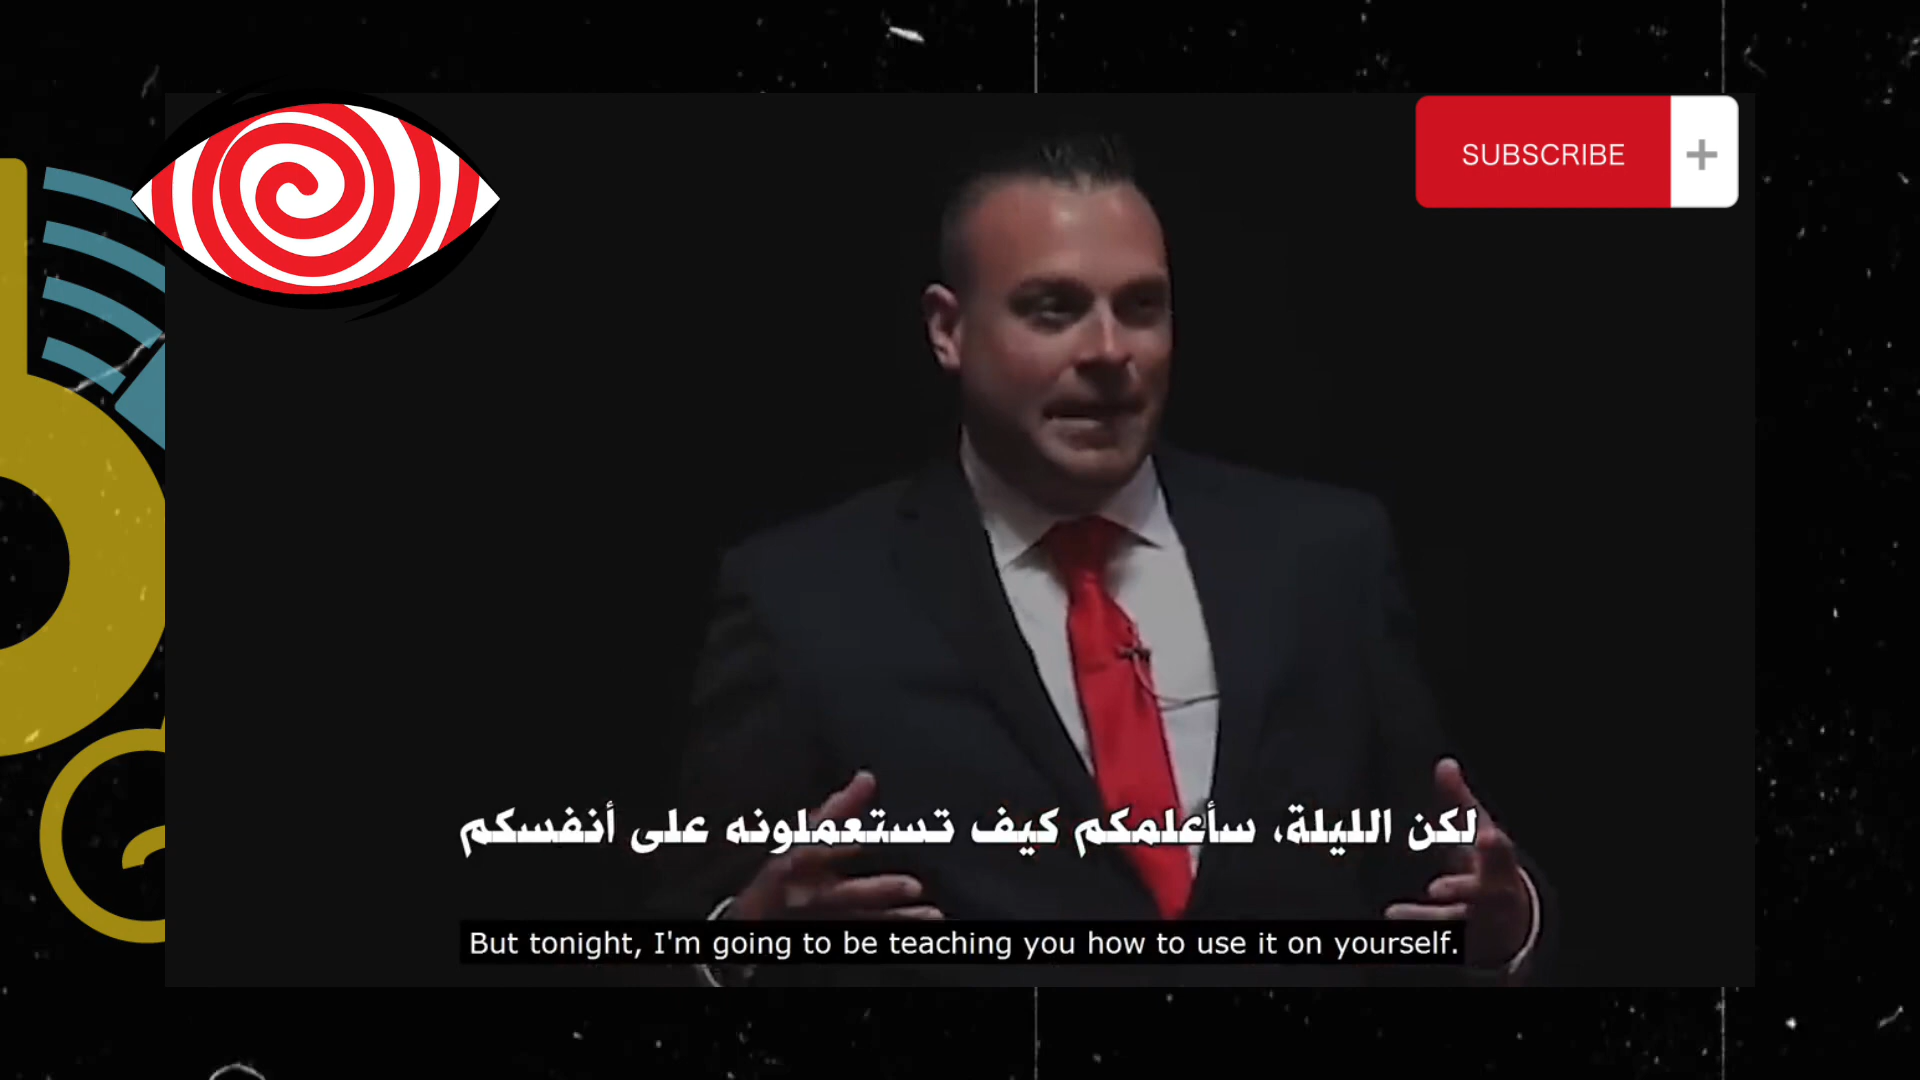 SUBSCRIBE +
لكن الليلة، سأعلمكم كيف تستعملونه على أنفسكم
But tonight, I'm going to be teaching you how to use it on yourself.